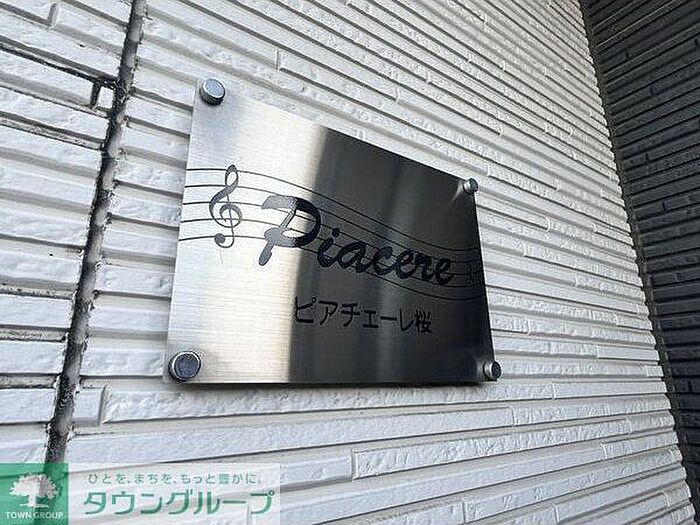 Piacere
ピアチェーレ桜
ひとを、まちを、もっと豊かに。
タウングループ
TOWN GROUP